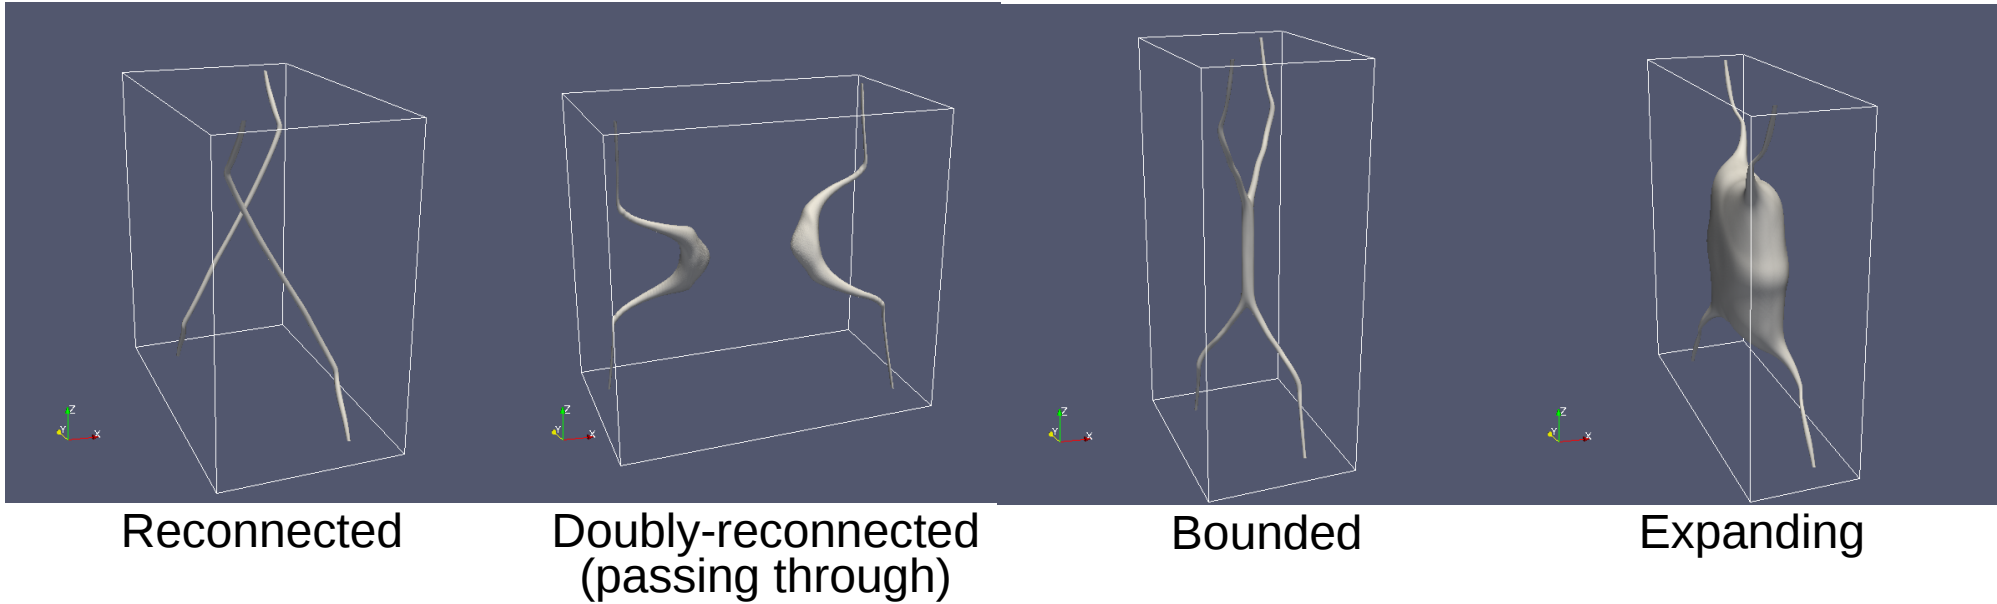 Z
Y
X
Z
Y
X
Z
Y
X
Z
Y
X
Reconnected
Doubly-reconnected
(passing through)
Bounded
Expanding